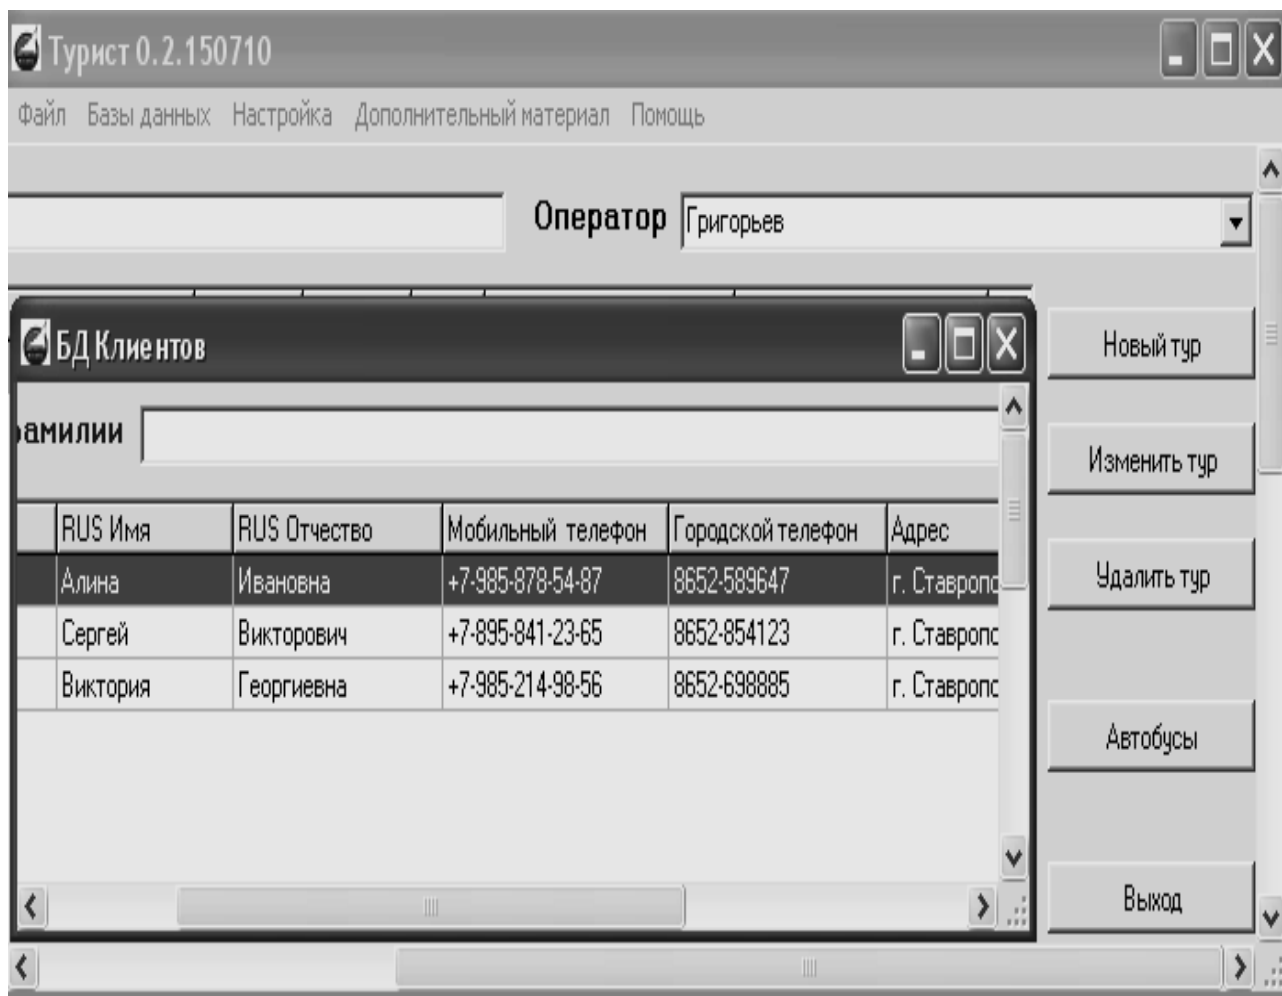 Турист 0.2.150710
Файл Базы данных Настройка Дополнительный материал Помощь
Оператор Григорьев
БД Клиентов
амилии
RUS Имя RUS Отчество Мобильный телефон Городской телефон Адрес
Алина Ивановна +7-985-878-54-87 8652-589647 г. Ставропо
Сергей Викторович +7-895-841-23-65 8652-854123 г. Ставропо
Виктория Георгиевна +7-985-214-98-56 8652-698885 г. Ставропо
Новый тур
Изменить тур
Удалить тур
Автобусы
Выход